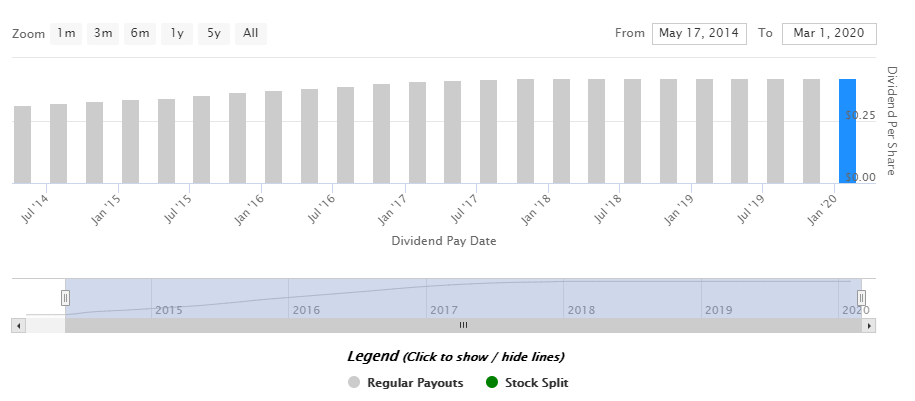 Zoom 1m 3m 6m 1y 5y All From May 17, 2014 To Mar 1, 2020
Dividend Per Share
$0.25
$0.00
Jul '14 Jan '15 Jul '15 Jan '16 Jul '16 Jan '17 Jul '17 Jan '18 Jul '18 Jan '19 Jul '19 Jan '20
Dividend Pay Date
2015 2016 2017 2018 2019 2020
Legend (Click to show / hide lines)
Regular Payouts Stock Split